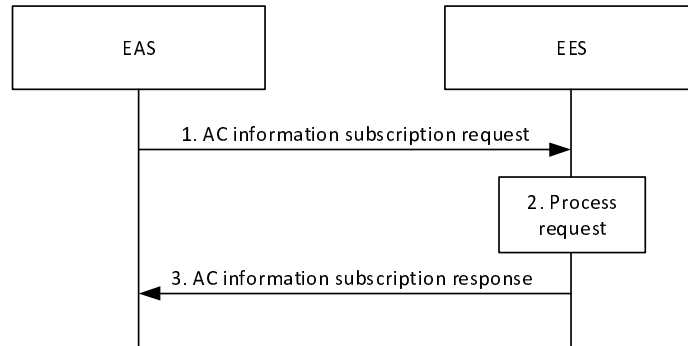 EAS
EES
1. AC information subscription request
2. Process
request
3. AC information subscription response